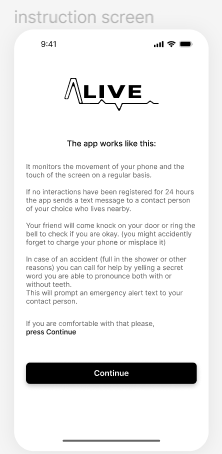 instruction screen
9:41
ALIVE
The app works like this:
It monitors the movement of your phone and the
touch of the screen on a regular basis.
If no interactions have been registered for 24 hours
the app sends a text message to a contact person
of your choice who lives nearby.
Your friend will come knock on your door or ring the
bell to check if you are okay. (you might accidently
forget to charge your phone or misplace it)
In case of an accident (full in the shower or other
reasons) you can call for help by yelling a secret
word you are able to pronounce both with or
without teeth.
This will prompt an emergency alert text to your
contact person.
If you are comfortable with that please,
press Continue
Continue